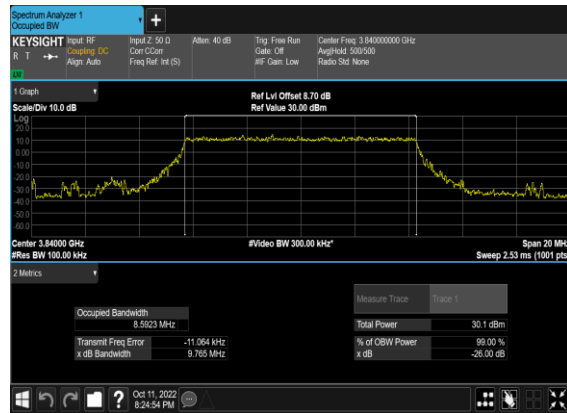 Spectrum Analyzer 1
Occupied BW
KEYSIGHT Input: RF Input Z: 50 Ω Atten: 40 dB Trig: Free Run Center Freq: 3.840000000 GHz
R T Coupling: DC Corr CCorr Gate: Off Avg|Hold: 500/500
Align: Auto Freq Ref: Int (S) #IF Gain: Low Radio Std: None
1 Graph
Ref Lvl Offset 8.70 dB
Scale/Div 10.0 dB Ref Value 30.00 dBm
Log
20.0
10.0
0.00
-10.0
-20.0
-30.0
-40.0
-50.0
-60.0
Center 3.84000 GHz #Video BW 300.00 kHz* Span 20 MHz
#Res BW 100.00 kHz Sweep 2.53 ms (1001 pts)
2 Metrics
Measure Trace Trace 1
Occupied Bandwidth
8.5923 MHz Total Power 30.1 dBm
Transmit Freq Error -11.064 kHz % of OBW Power 99.00 %
x dB Bandwidth 9.765 MHz x dB -26.00 dB
? Oct 11, 2022
8:24:54 PM